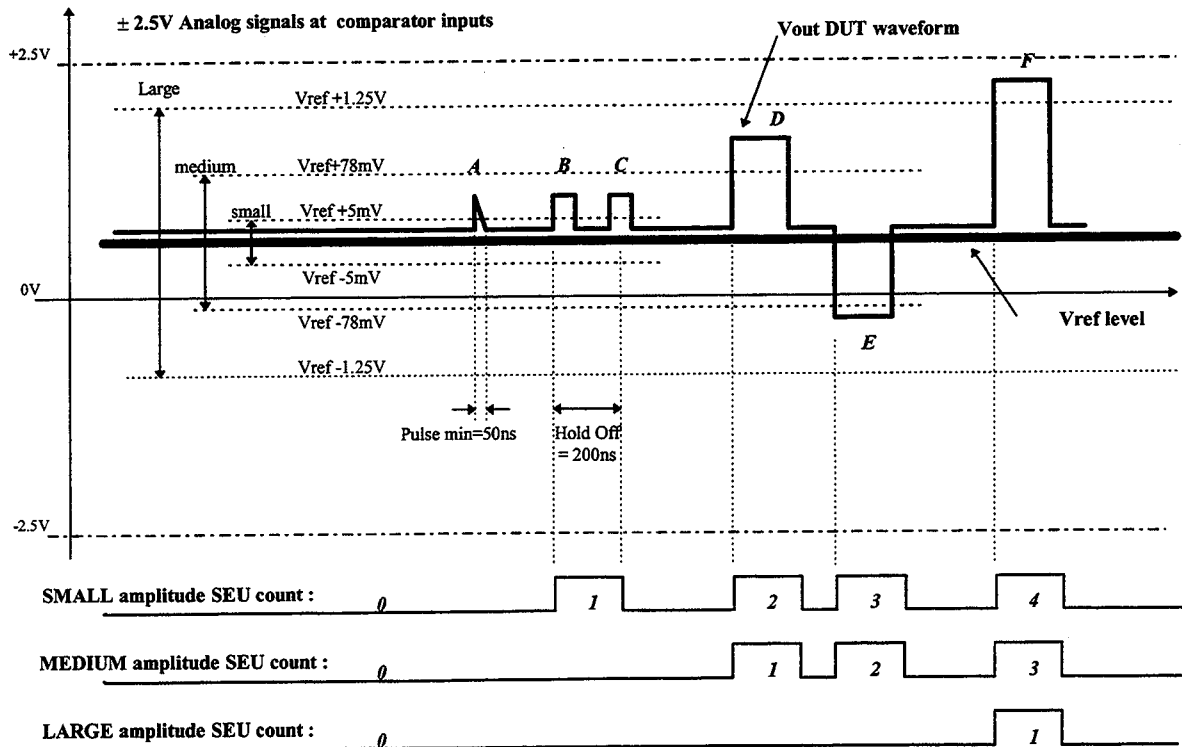 ± 2.5V Analog signals at comparator inputs
Vout DUT waveform
+2.5V
F
Large
Vref +1.25V
D
medium
Vref+78mV
A
B
C
small
Vref +5mV
Vref -5mV
0V
Vref -78mV
Vref level
E
Vref -1.25V
Pulse min=50ns
Hold Off
= 200ns
-2.5V
SMALL amplitude SEU count : 0 1 2 3 4
MEDIUM amplitude SEU count : 0 1 2 3
LARGE amplitude SEU count : 0 1